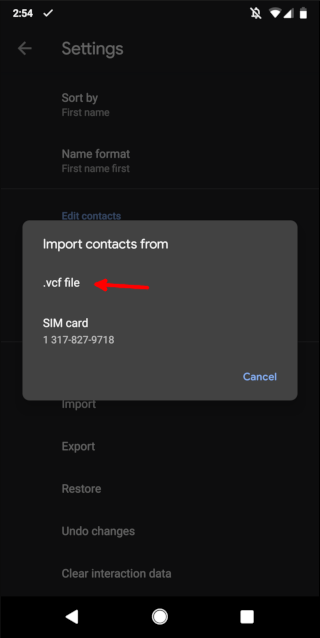 2:54
Settings
Sort by
First name
Name format
First name first
Edit contacts
Import contacts from
.vcf file
SIM card
1 317-827-9718
Cancel
Import
Export
Restore
Undo changes
Clear interaction data